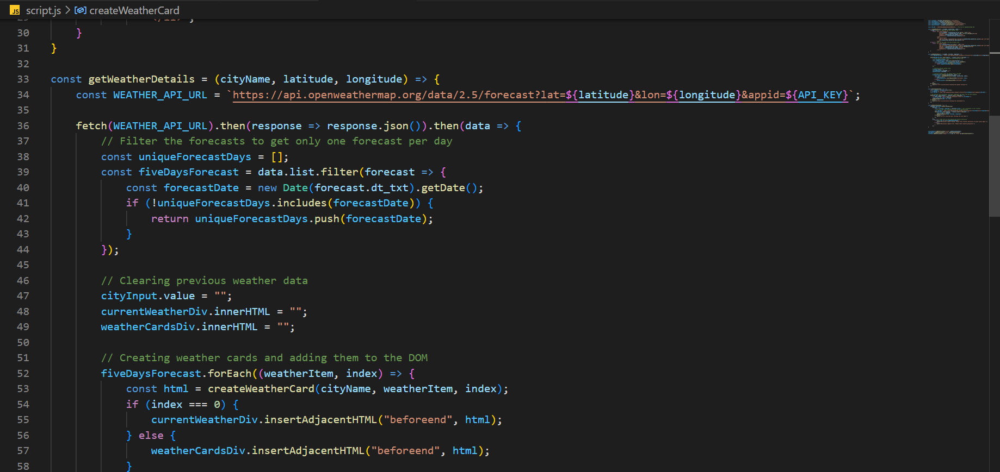 JS script.js > createWeatherCard
29 </li>`;
30 }
31 }
32
33 const getWeatherDetails = (cityName, latitude, longitude) => {
34 const WEATHER_API_URL = `https://api.openweathermap.org/data/2.5/forecast?lat=${latitude}&lon=${longitude}&appid=${API_KEY}`;
35
36 fetch(WEATHER_API_URL).then(response => response.json()).then(data => {
37 // Filter the forecasts to get only one forecast per day
38 const uniqueForecastDays = [];
39 const fiveDaysForecast = data.list.filter(forecast => {
40 const forecastDate = new Date(forecast.dt_txt).getDate();
41 if (!uniqueForecastDays.includes(forecastDate)) {
42 return uniqueForecastDays.push(forecastDate);
43 }
44 });
45
46 // Clearing previous weather data
47 cityInput.value = "";
48 currentWeatherDiv.innerHTML = "";
49 weatherCardsDiv.innerHTML = "";
50
51 // Creating weather cards and adding them to the DOM
52 fiveDaysForecast.forEach((weatherItem, index) => {
53 const html = createWeatherCard(cityName, weatherItem, index);
54 if (index === 0) {
55 currentWeatherDiv.insertAdjacentHTML("beforeend", html);
56 } else {
57 weatherCardsDiv.insertAdjacentHTML("beforeend", html);
58 }